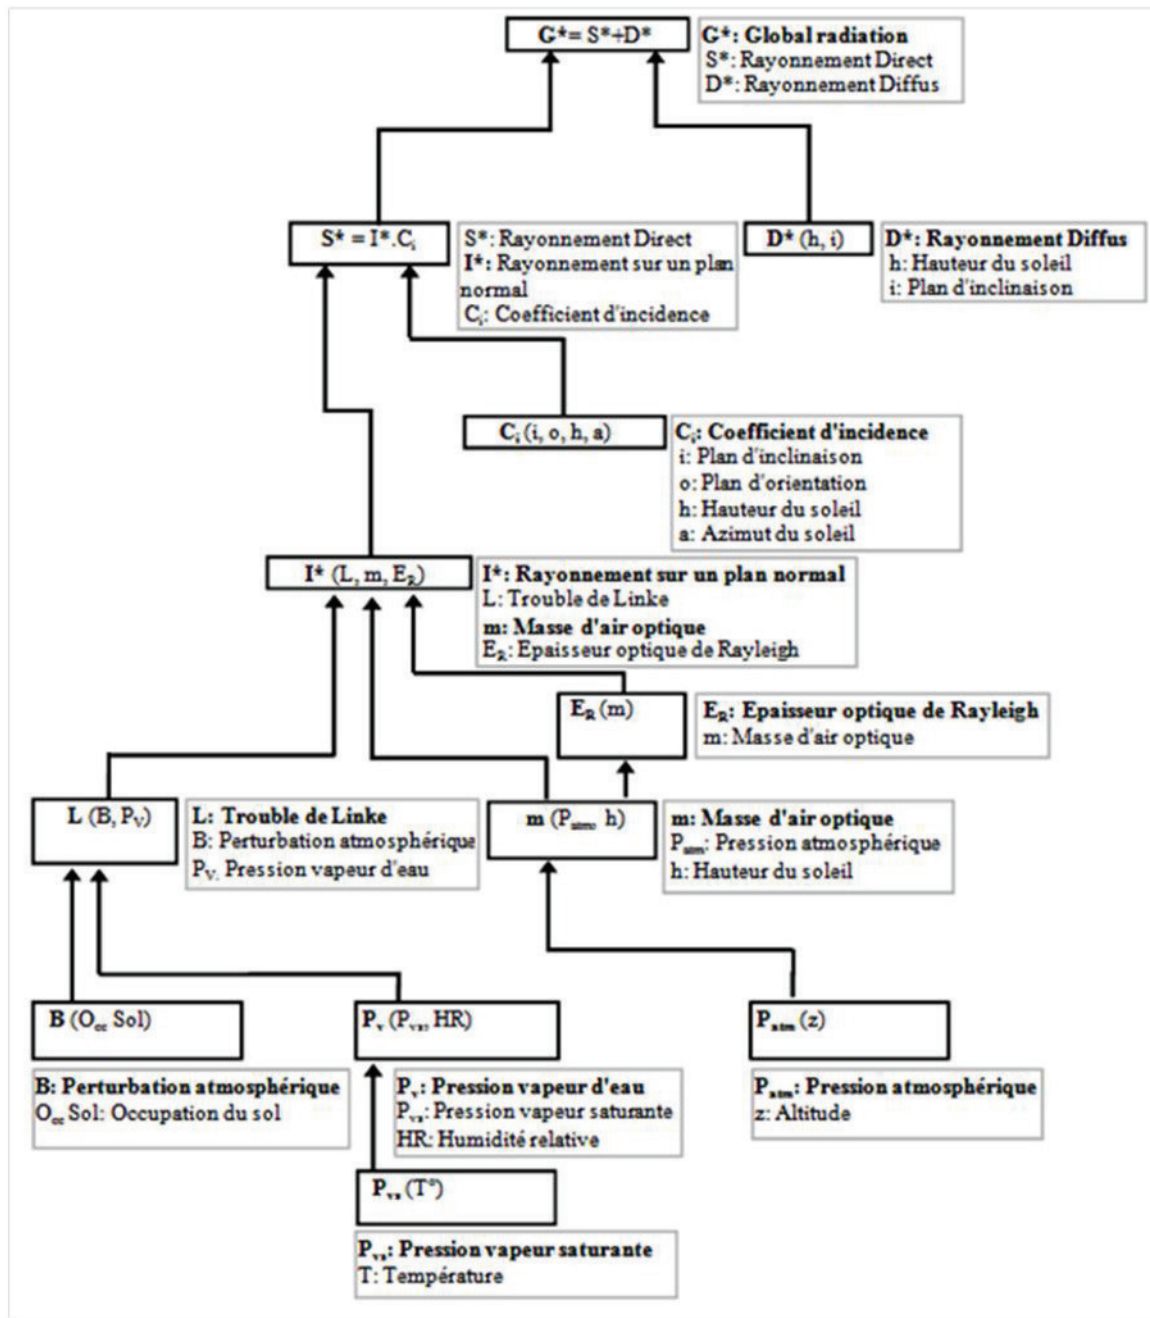 G*= S*+D*
G*: Global radiation
S*: Rayonnement Direct
D*: Rayonnement Diffus
S* = I*.Ci
S*: Rayonnement Direct
I*: Rayonnement sur un plan
normal
Ci: Coefficient d'incidence
D* (h, i)
D*: Rayonnement Diffus
h: Hauteur du soleil
i: Plan d'inclinaison
Ci (i, o, h, a)
Ci: Coefficient d'incidence
i: Plan d'inclinaison
o: Plan d'orientation
h: Hauteur du soleil
a: Azimut du soleil
I* (L, m, ER)
I*: Rayonnement sur un plan normal
L: Trouble de Linke
m: Masse d'air optique
ER: Epaisseur optique de Rayleigh
ER (m)
ER: Epaisseur optique de Rayleigh
m: Masse d'air optique
L (B, PV)
L: Trouble de Linke
B: Perturbation atmosphérique
PV. Pression vapeur d'eau
m (Patm, h)
m: Masse d'air optique
Patm: Pression atmosphérique
h: Hauteur du soleil
B (Occ Sol)
B: Perturbation atmosphérique
Occ Sol: Occupation du sol
Pv (Pvs, HR)
Pv: Pression vapeur d'eau
Pvs: Pression vapeur saturante
HR: Humidité relative
Patm (z)
Patm: Pression atmosphérique
z: Altitude
Pvs (T°)
Pvs: Pression vapeur saturante
T: Température